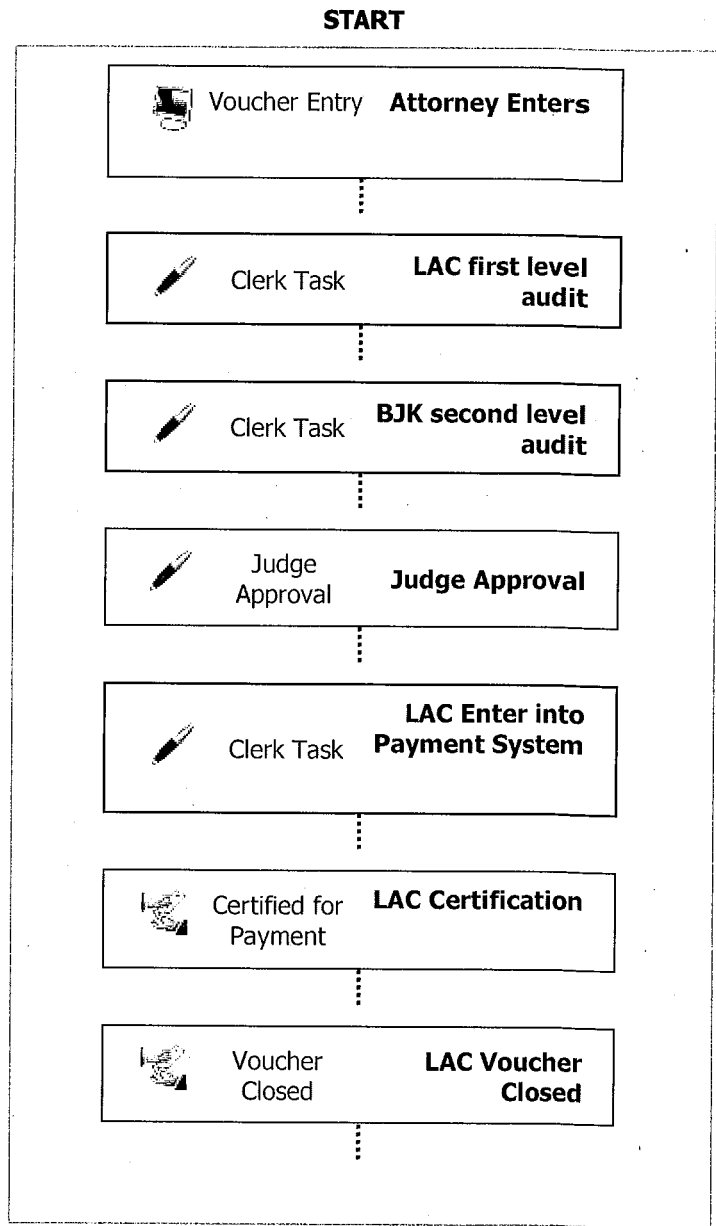 START
Voucher Entry Attorney Enters
Clerk Task LAC first level
audit
Clerk Task BJK second level
audit
Judge
Approval
Judge Approval
Clerk Task LAC Enter into
Payment System
Certified for
Payment
LAC Certification
Voucher
Closed
LAC Voucher
Closed